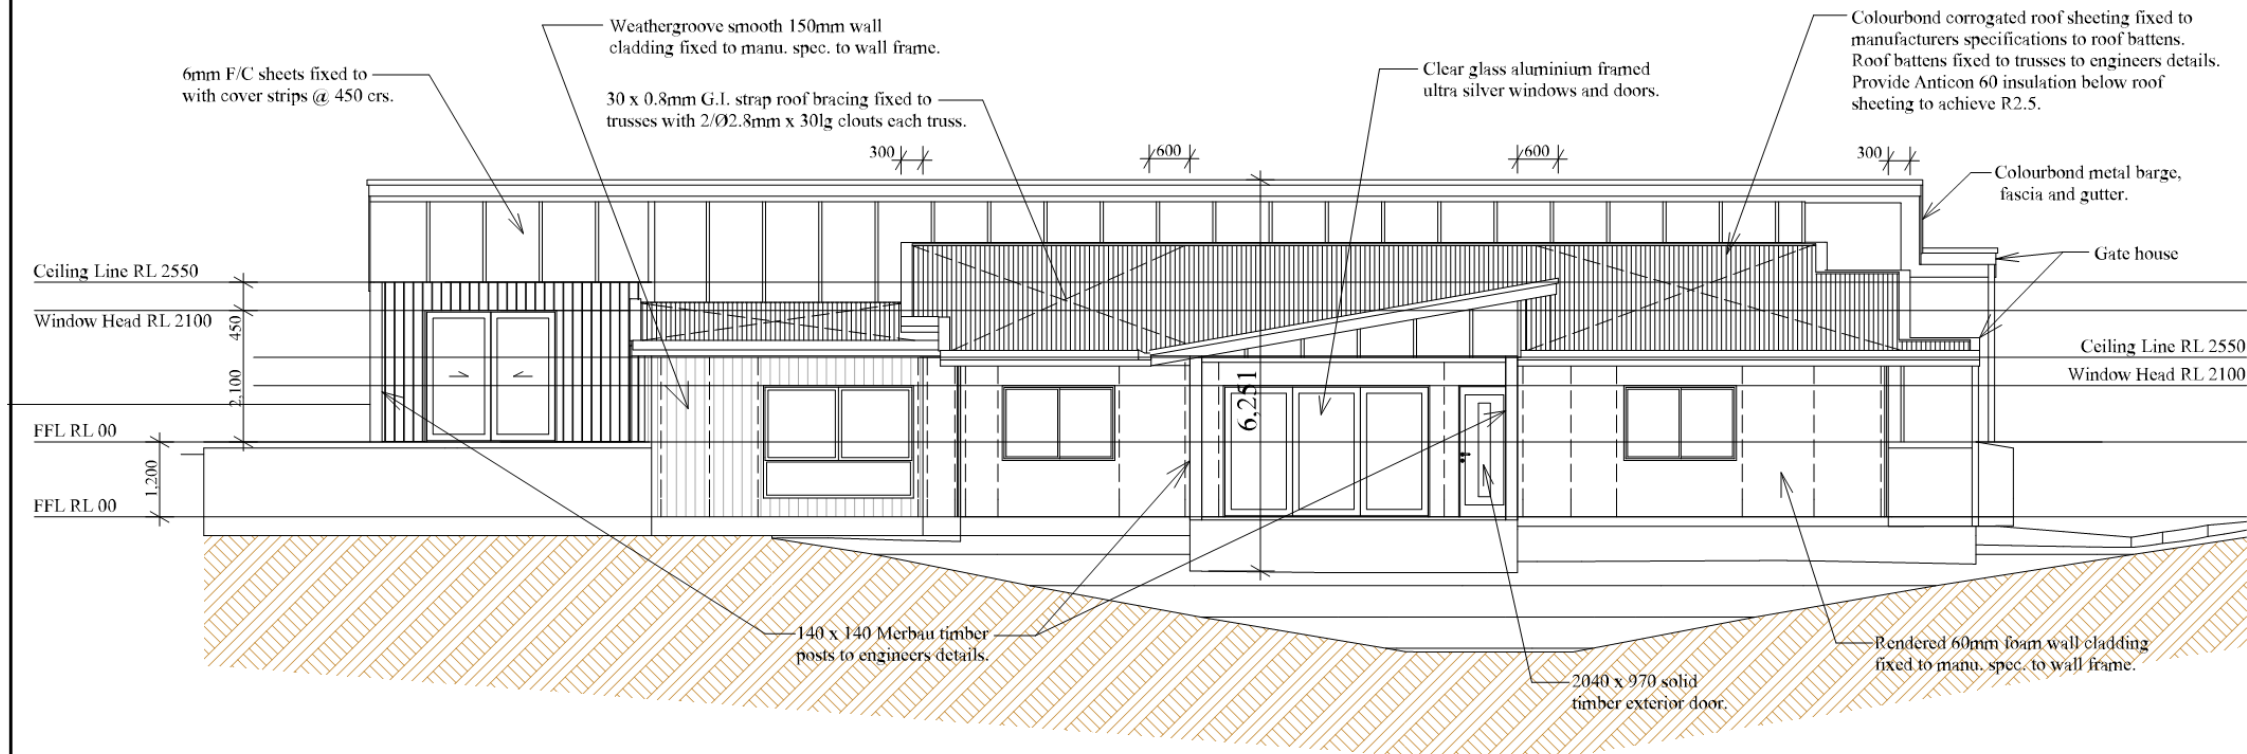 Weathergroove smooth 150mm wall
cladding fixed to manu. spec. to wall frame.
6mm F/C sheets fixed to
with cover strips @ 450 crs.
30 x 0.8mm G.I. strap roof bracing fixed to
trusses with 2/Ø2.8mm x 30lg clouts each truss.
Clear glass aluminium framed
ultra silver windows and doors.
Colourbond corrogated roof sheeting fixed to
manufacturers specifications to roof battens.
Roof battens fixed to trusses to engineers details.
Provide Anticon 60 insulation below roof
sheeting to achieve R2.5.
300
600
600
300
Colourbond metal barge,
fascia and gutter.
Gate house
Ceiling Line RL 2550
Window Head RL 2100
450
2,100
FFL RL 00
1,200
FFL RL 00
6,251
Ceiling Line RL 2550
Window Head RL 2100
140 x 140 Merbau timber
posts to engineers details.
2040 x 970 solid
timber exterior door.
Rendered 60mm foam wall cladding
fixed to manu. spec. to wall frame.